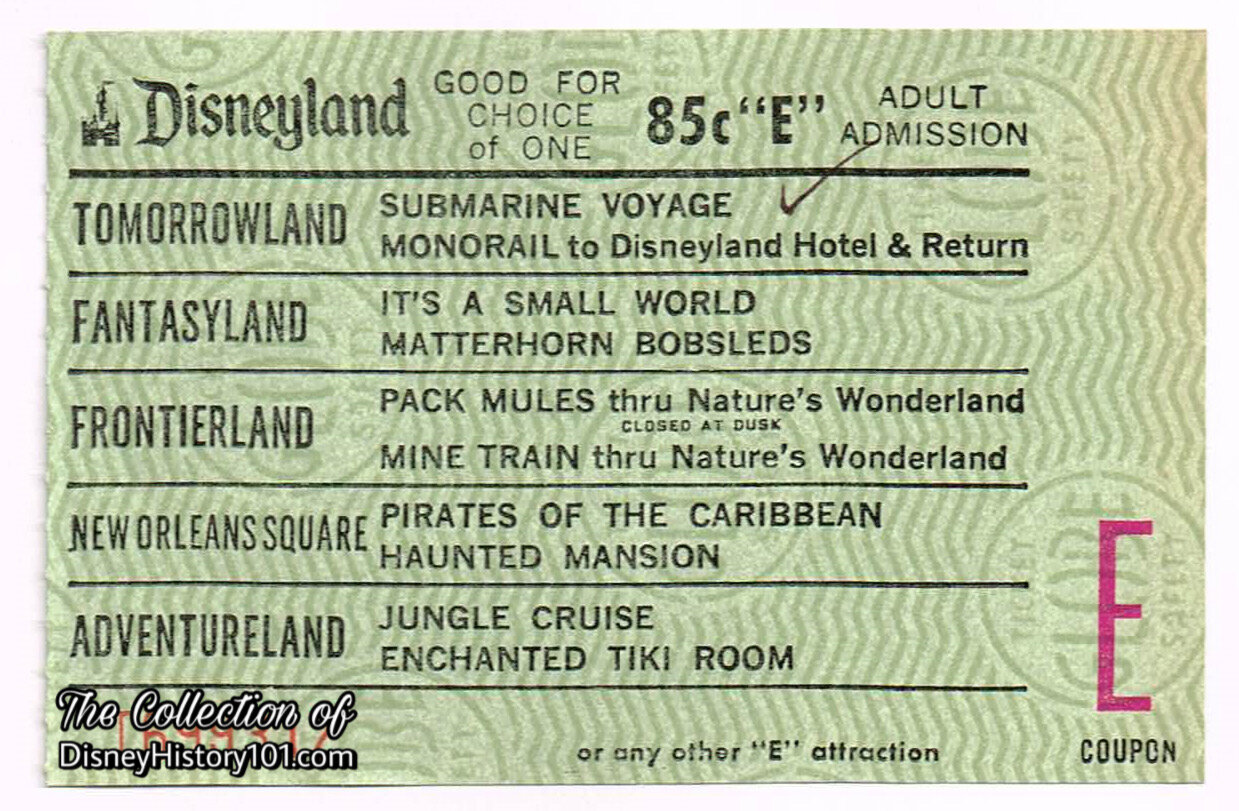 Disneyland GOOD FOR CHOICE of ONE 85¢ "E" ADULT ADMISSION
TOMORROWLAND
SUBMARINE VOYAGE
MONORAIL to Disneyland Hotel & Return
FANTASYLAND
IT'S A SMALL WORLD
MATTERHORN BOBSLEDS
FRONTIERLAND
PACK MULES thru Nature's Wonderland
CLOSED AT DUSK
MINE TRAIN thru Nature's Wonderland
NEW ORLEANS SQUARE
PIRATES OF THE CARIBBEAN
HAUNTED MANSION
ADVENTURELAND
JUNGLE CRUISE
ENCHANTED TIKI ROOM
or any other "E" attraction
E
COUPON
The Collection of
DisneyHistory101.com